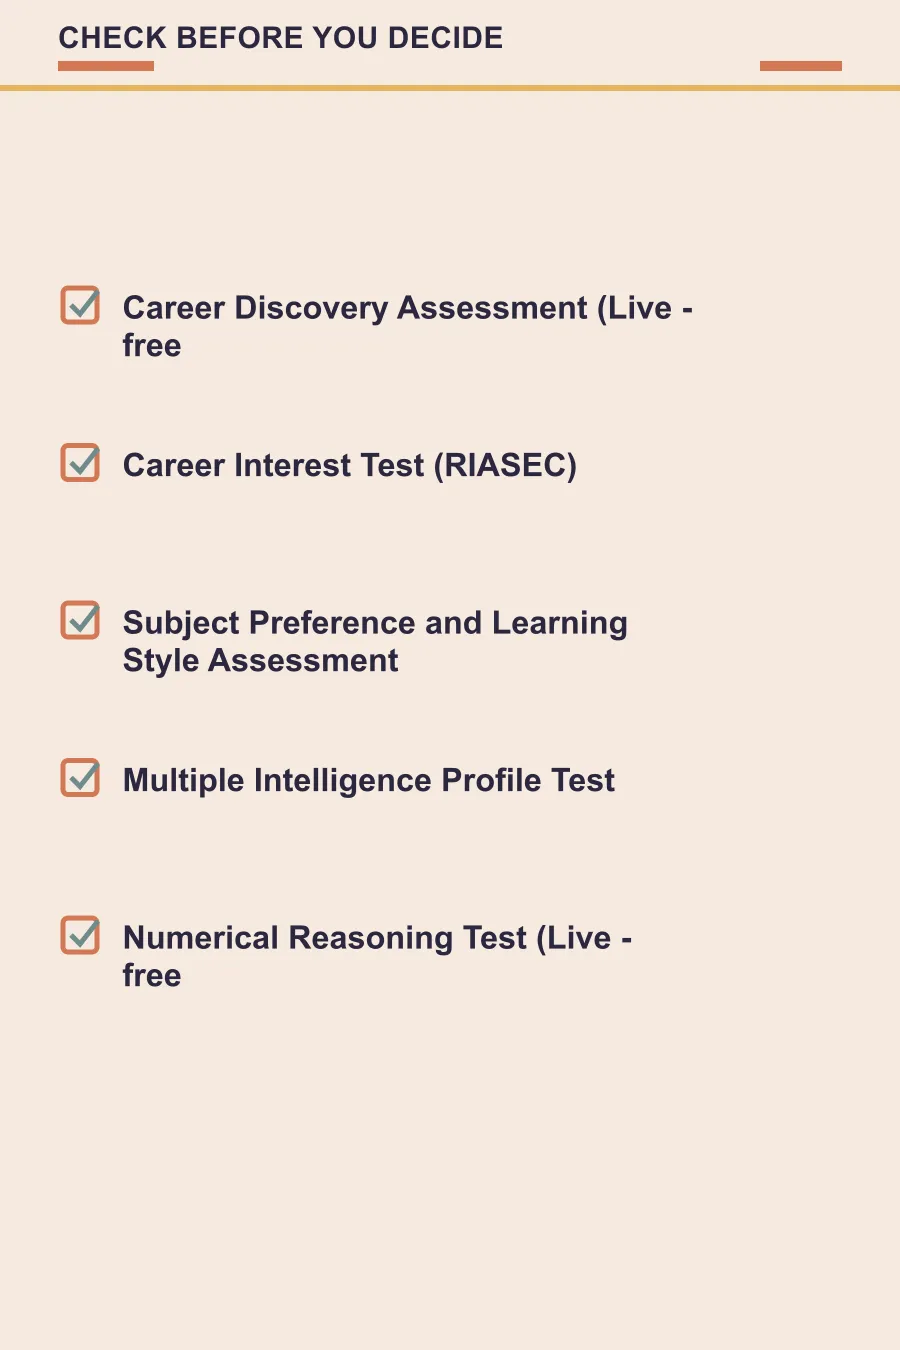 CHECK BEFORE YOU DECIDE
Career Discovery Assessment (Live -
free
Career Interest Test (RIASEC)
Subject Preference and Learning
Style Assessment
Multiple Intelligence Profile Test
Numerical Reasoning Test (Live -
free